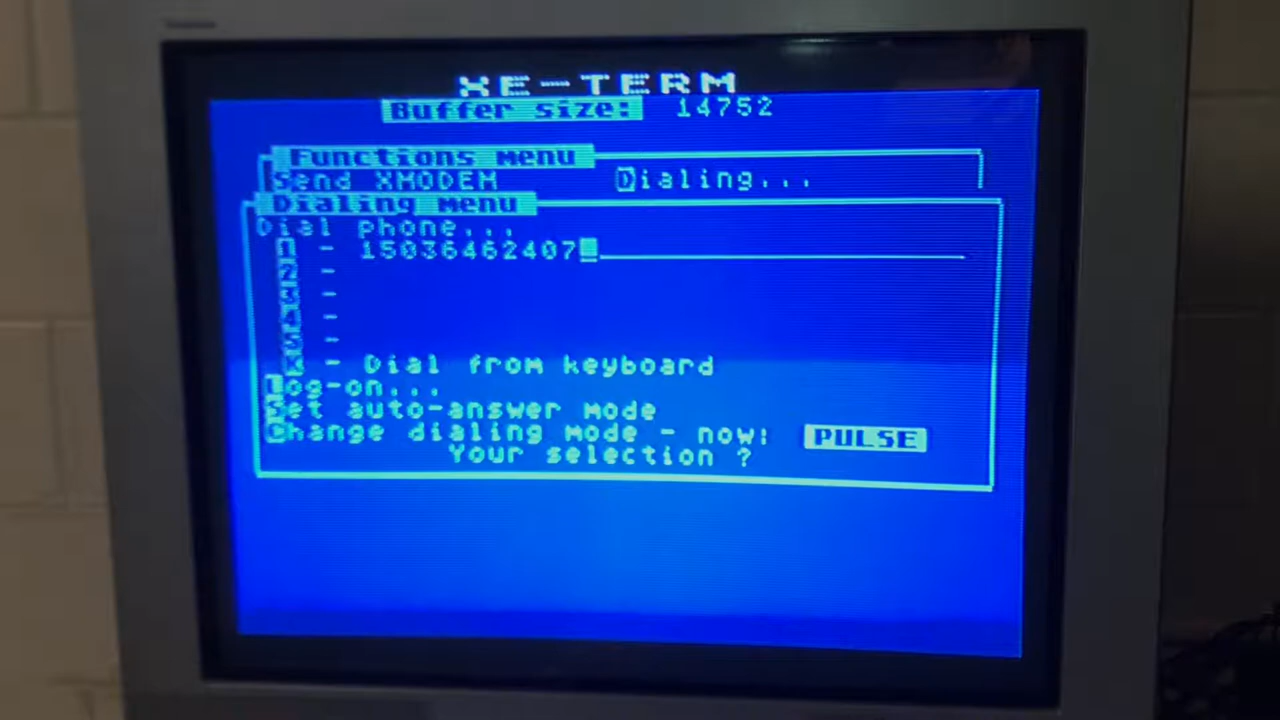 XE-TERM
Buffer size: 14752
Functions menu
Send XMODEM Dialing...
Dialing menu
Dial phone...
1 - 15036462407
2 -
3 -
4 -
5 -
X - Dial from keyboard
Log-on...
Set auto-answer mode
Change dialing mode - now: PULSE
Your selection ?